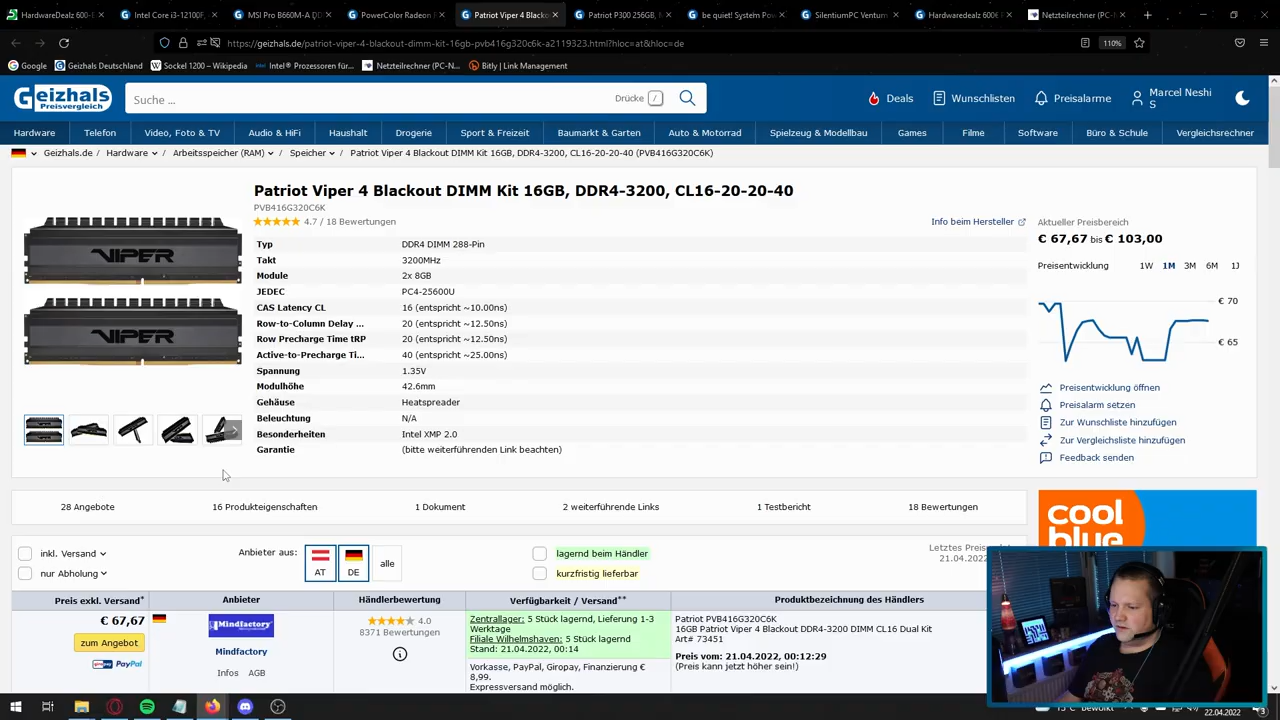 HardwareDealz 600-
Intel Core i3-12100F,
MSI Pro B660M-A DD
PowerColor Radeon
Patriot Viper 4 Blacko
Patriot P300 256GB, M
be quiet! System Pow
SilentiumPC Ventum
Hardwaredealz 600€
Netzteilrechner (PC-N
https://geizhals.de/patriot-viper-4-blackout-dimm-kit-16gb-pvb416g320c6k-a2119323.html?hloc=at&hloc=de
110%
Google
Geizhals Deutschland
Sockel 1200 – Wikipedia
Intel® Prozessoren für...
Netzteilrechner (PC-N...
Bitly | Link Management
Geizhals
Preisvergleich
Suche ...
Drücke /
Deals
Wunschlisten
Preisalarme
Marcel Neshi
S
Hardware
Telefon
Video, Foto & TV
Audio & HiFi
Haushalt
Drogerie
Sport & Freizeit
Baumarkt & Garten
Auto & Motorrad
Spielzeug & Modellbau
Games
Filme
Software
Büro & Schule
Vergleichsrechner
Geizhals.de / Hardware / Arbeitsspeicher (RAM) / Speicher / Patriot Viper 4 Blackout DIMM Kit 16GB, DDR4-3200, CL16-20-20-40 (PVB416G320C6K)
Patriot Viper 4 Blackout DIMM Kit 16GB, DDR4-3200, CL16-20-20-40
PVB416G320C6K
4.7 / 18 Bewertungen
Info beim Hersteller
VIPER
VIPER
Typ DDR4 DIMM 288-Pin
Takt 3200MHz
Module 2x 8GB
JEDEC PC4-25600U
CAS Latency CL 16 (entspricht ~10.00ns)
Row-to-Column Delay ... 20 (entspricht ~12.50ns)
Row Precharge Time tRP 20 (entspricht ~12.50ns)
Active-to-Precharge Ti... 40 (entspricht ~25.00ns)
Spannung 1.35V
Modulhöhe 42.6mm
Gehäuse Heatspreader
Beleuchtung N/A
Besonderheiten Intel XMP 2.0
Garantie (bitte weiterführenden Link beachten)
Aktueller Preisbereich
€ 67,67 bis € 103,00
Preisentwicklung 1W 1M 3M 6M 1J
€ 70
€ 65
Preisentwicklung öffnen
Preisalarm setzen
Zur Wunschliste hinzufügen
Zur Vergleichsliste hinzufügen
Feedback senden
28 Angebote
16 Produkteigenschaften
1 Dokument
2 weiterführende Links
1 Testbericht
18 Bewertungen
cool
blue
inkl. Versand
nur Abholung
Anbieter aus:
AT
DE
alle
lagernd beim Händler
kurzfristig lieferbar
Letztes Preis
21.04.2022,
Preis exkl. Versand*
Anbieter
Händlerbewertung
Verfügbarkeit / Versand**
Produktbezeichnung des Händlers
€ 67,67
zum Angebot
PayPal
Mindfactory
Mindfactory
Infos AGB
4.0
8371 Bewertungen
Zentrallager: 5 Stück lagernd, Lieferung 1-3
Werktage
Filiale Wilhelmshaven: 5 Stück lagernd
Stand: 21.04.2022, 00:14
Vorkasse, PayPal, Giropay, Finanzierung €
8,99.
Expressversand möglich.
Patriot PVB416G320C6K
16GB Patriot Viper 4 Blackout DDR4-3200 DIMM CL16 Dual Kit
Art# 73451
Preis vom: 21.04.2022, 00:12:29
(Preis kann jetzt höher sein!)
15°C bewölkt
22.04.2022